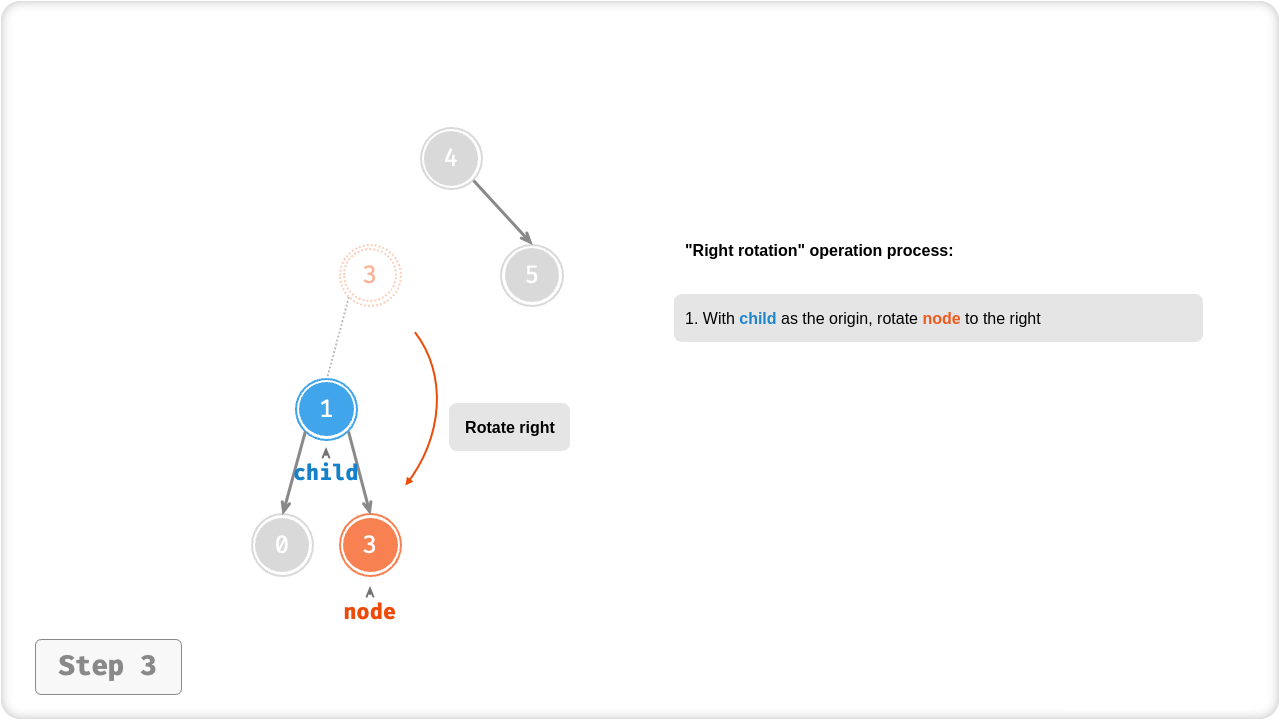 4
3
5
"Right rotation" operation process:
1. With child as the origin, rotate node to the right
1
Rotate right
child
0
3
node
Step 3